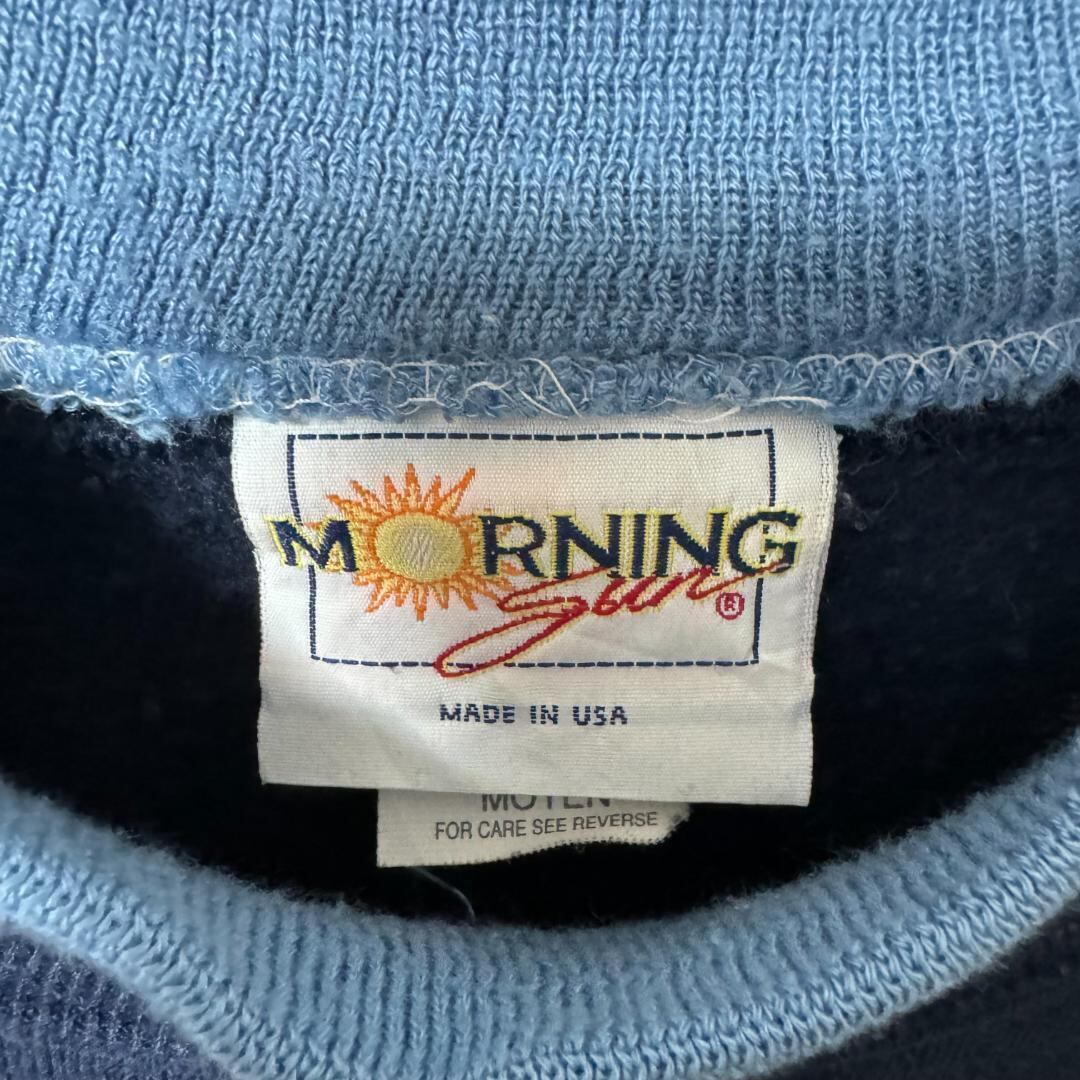 MORNING
Sun ®
MADE IN USA
FOR CARE SEE REVERSE